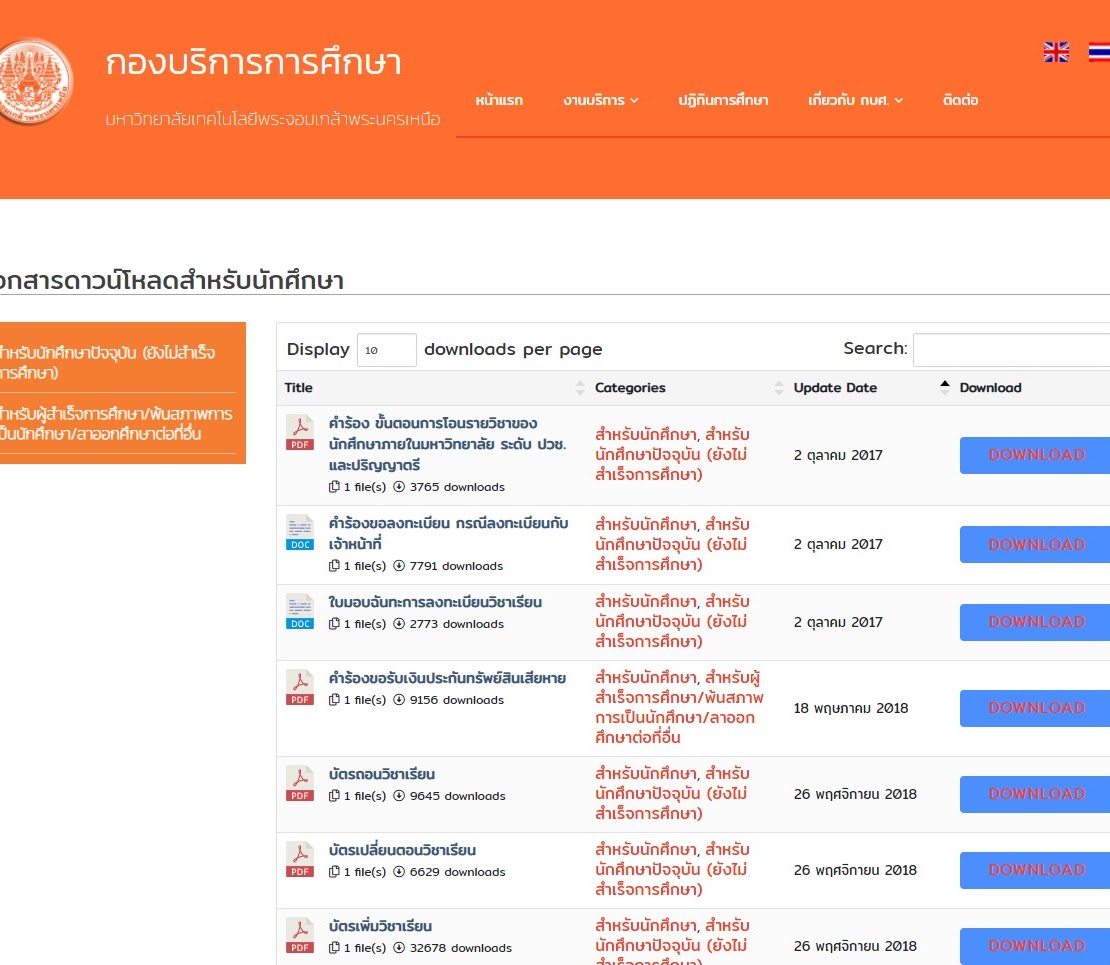 กองบริการการศึกษา
มหาวิทยาลัยเทคโนโลยีพระจอมเกล้าพระนครเหนือ
หน้าแรก งานบริการ ปฏิทินการศึกษา เกี่ยวกับ กบศ. ติดต่อ
อกสารดาวน์โหลดสำหรับนักศึกษา
ำหรับนักศึกษาปัจจุบัน (ยังไม่สำเร็จ
ารศึกษา)
ำหรับผู้สำเร็จการศึกษา/พ้นสภาพการ
ป็นนักศึกษา/ลาออกศึกษาต่อที่อื่น
Display 10 downloads per page Search:
Title Categories Update Date Download
คำร้อง ขั้นตอนการโอนรายวิชาของ
นักศึกษาภายในมหาวิทยาลัย ระดับ ปวช.
และปริญญาตรี
PDF
1 file(s) 3765 downloads
สำหรับนักศึกษา, สำหรับ
นักศึกษาปัจจุบัน (ยังไม่
สำเร็จการศึกษา)
2 ตุลาคม 2017
DOWNLOAD
คำร้องขอลงทะเบียน กรณีลงทะเบียนกับ
เจ้าหน้าที่
DOC
1 file(s) 7791 downloads
สำหรับนักศึกษา, สำหรับ
นักศึกษาปัจจุบัน (ยังไม่
สำเร็จการศึกษา)
2 ตุลาคม 2017
DOWNLOAD
ใบมอบฉันทะการลงทะเบียนวิชาเรียน
DOC
1 file(s) 2773 downloads
สำหรับนักศึกษา, สำหรับ
นักศึกษาปัจจุบัน (ยังไม่
สำเร็จการศึกษา)
2 ตุลาคม 2017
DOWNLOAD
คำร้องขอรับเงินประกันทรัพย์สินเสียหาย
PDF
1 file(s) 9156 downloads
สำหรับนักศึกษา, สำหรับผู้
สำเร็จการศึกษา/พ้นสภาพ
การเป็นนักศึกษา/ลาออก
ศึกษาต่อที่อื่น
18 พฤษภาคม 2018
DOWNLOAD
บัตรถอนวิชาเรียน
PDF
1 file(s) 9645 downloads
สำหรับนักศึกษา, สำหรับ
นักศึกษาปัจจุบัน (ยังไม่
สำเร็จการศึกษา)
26 พฤศจิกายน 2018
DOWNLOAD
บัตรเปลี่ยนตอนวิชาเรียน
PDF
1 file(s) 6629 downloads
สำหรับนักศึกษา, สำหรับ
นักศึกษาปัจจุบัน (ยังไม่
สำเร็จการศึกษา)
26 พฤศจิกายน 2018
DOWNLOAD
บัตรเพิ่มวิชาเรียน
PDF
1 file(s) 32678 downloads
สำหรับนักศึกษา, สำหรับ
นักศึกษาปัจจุบัน (ยังไม่
สำเร็จการศึกษา)
26 พฤศจิกายน 2018
DOWNLOAD